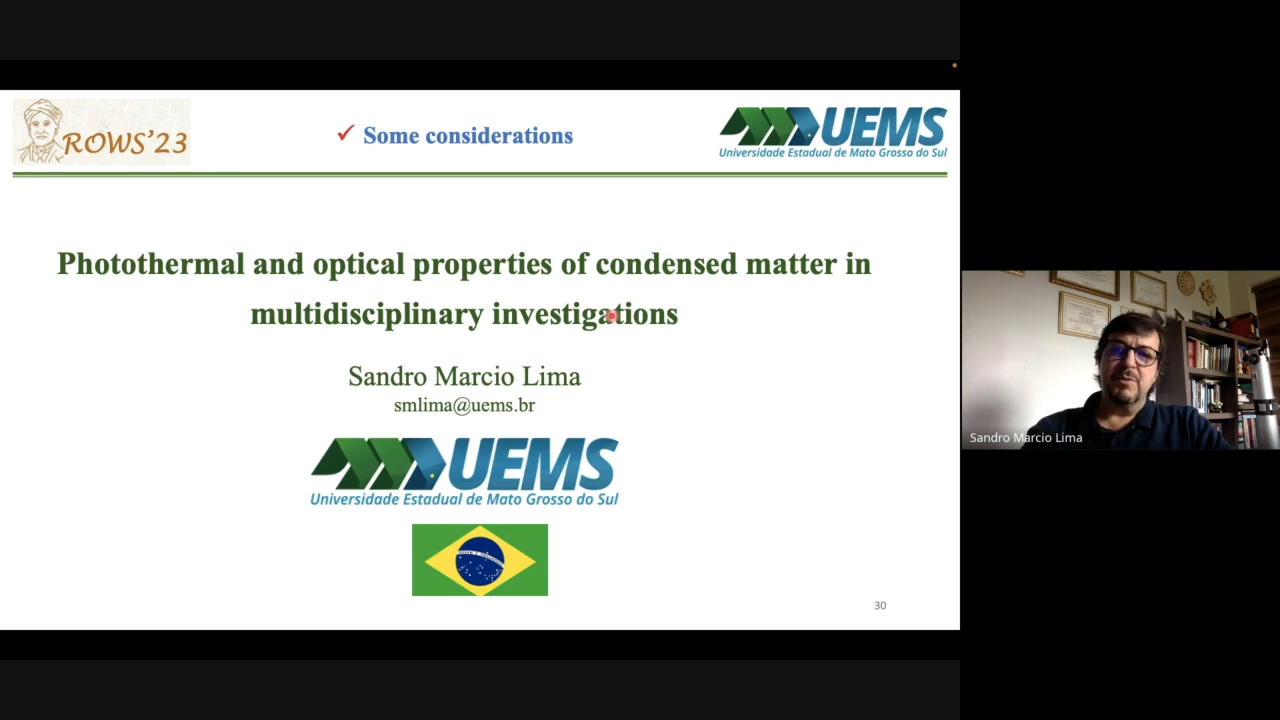 ROWS'23
✓ Some considerations
UEMS
Universidade Estadual de Mato Grosso do Sul
Photothermal and optical properties of condensed matter in
multidisciplinary investigations
Sandro Marcio Lima
smlima@uems.br
UEMS
Universidade Estadual de Mato Grosso do Sul
30
Sandro Marcio Lima